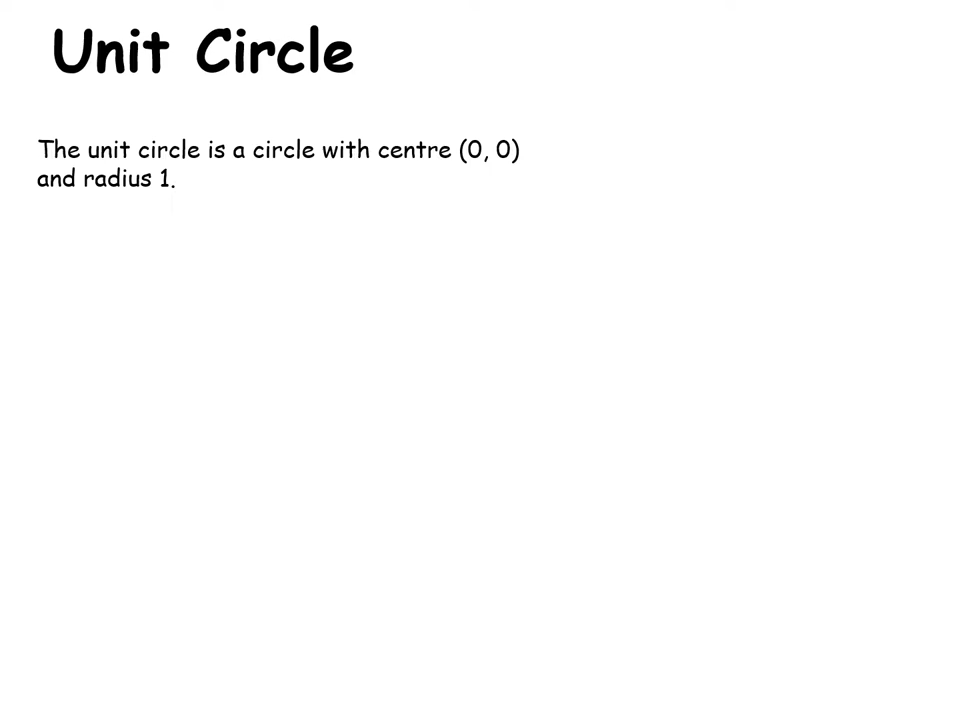 Unit Circle
The unit circle is a circle with centre (0, 0)
and radius 1.